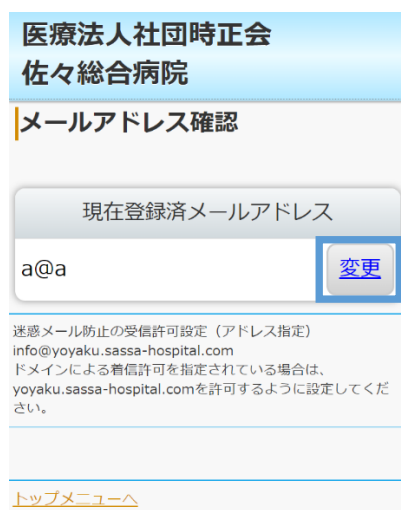 医療法人社団時正会
佐々総合病院
メールアドレス確認
現在登録済メールアドレス
a@a
変更
迷惑メール防止の受信許可設定（アドレス指定）
info@yoyaku.sassa-hospital.com
ドメインによる着信許可を指定されている場合は、
yoyaku.sassa-hospital.comを許可するように設定してくだ
さい。
トップメニューへ